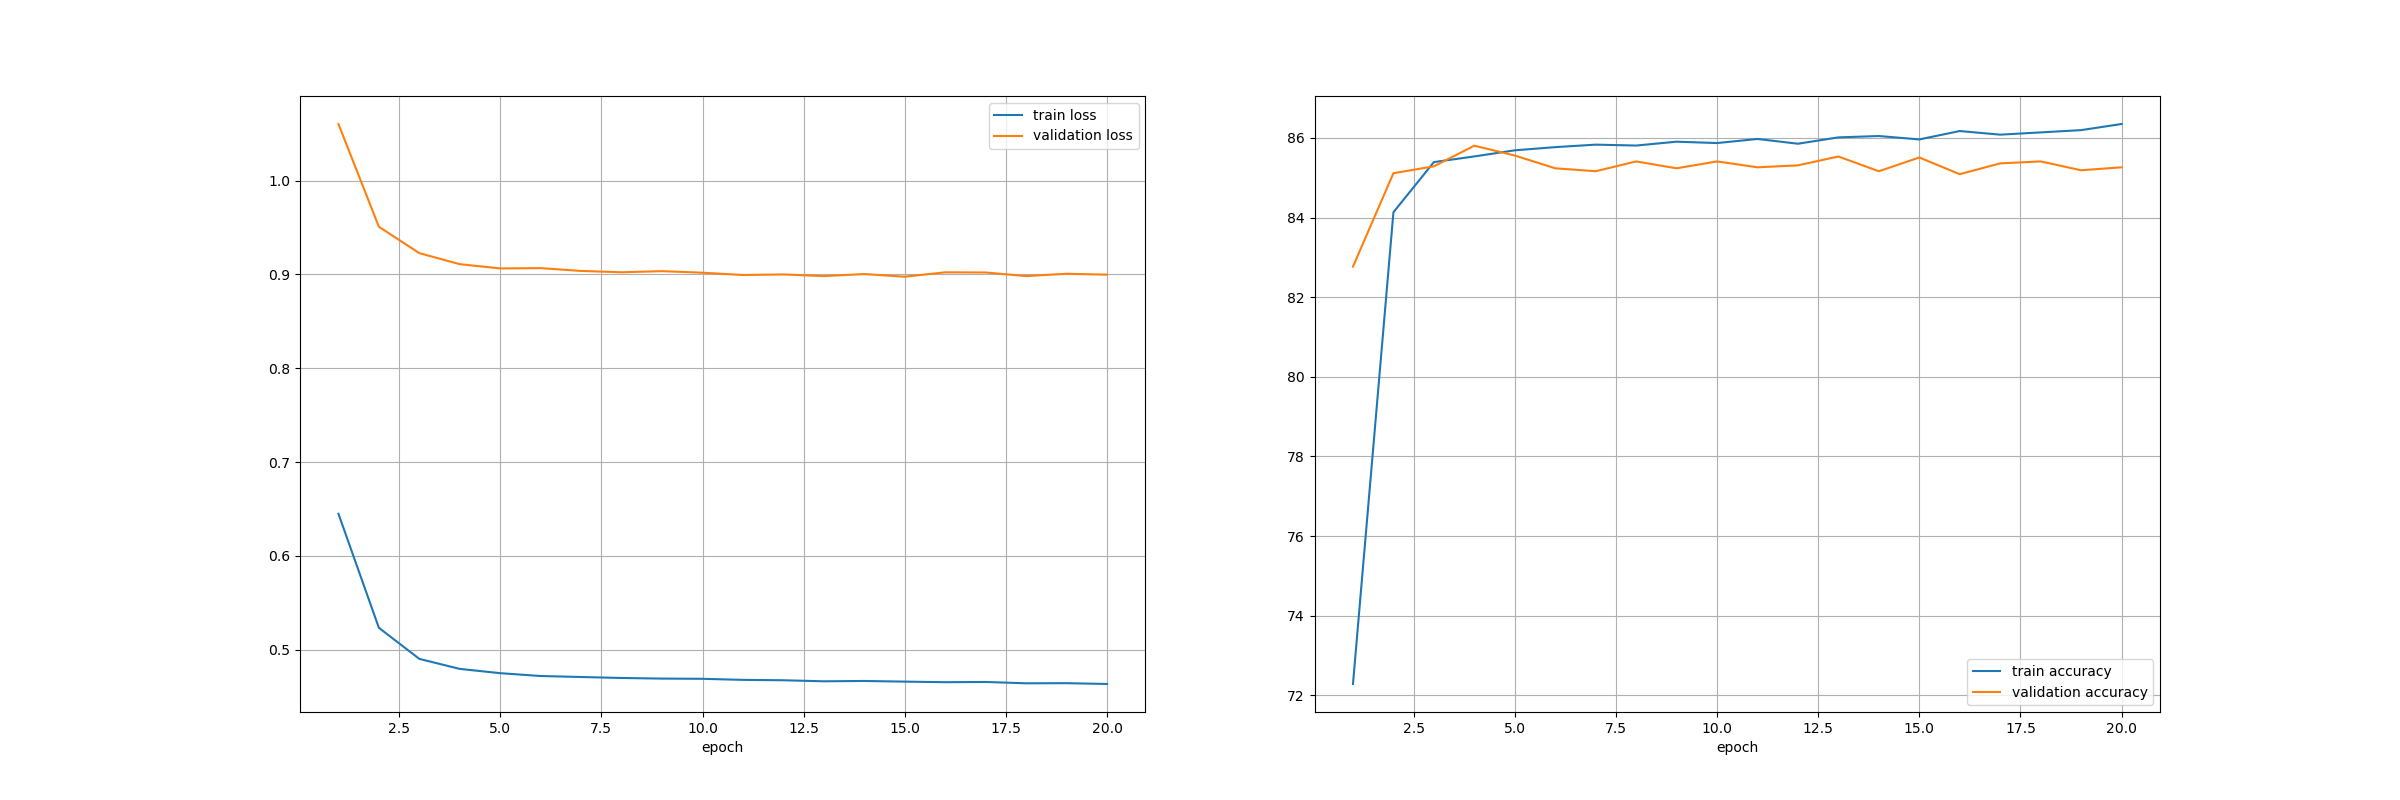 train loss
validation loss
1.0
0.9
0.8
0.7
0.6
0.5
2.5 5.0 7.5 10.0 12.5 15.0 17.5 20.0
epoch
86
84
82
80
78
76
74
72
train accuracy
validation accuracy
2.5 5.0 7.5 10.0 12.5 15.0 17.5 20.0
epoch